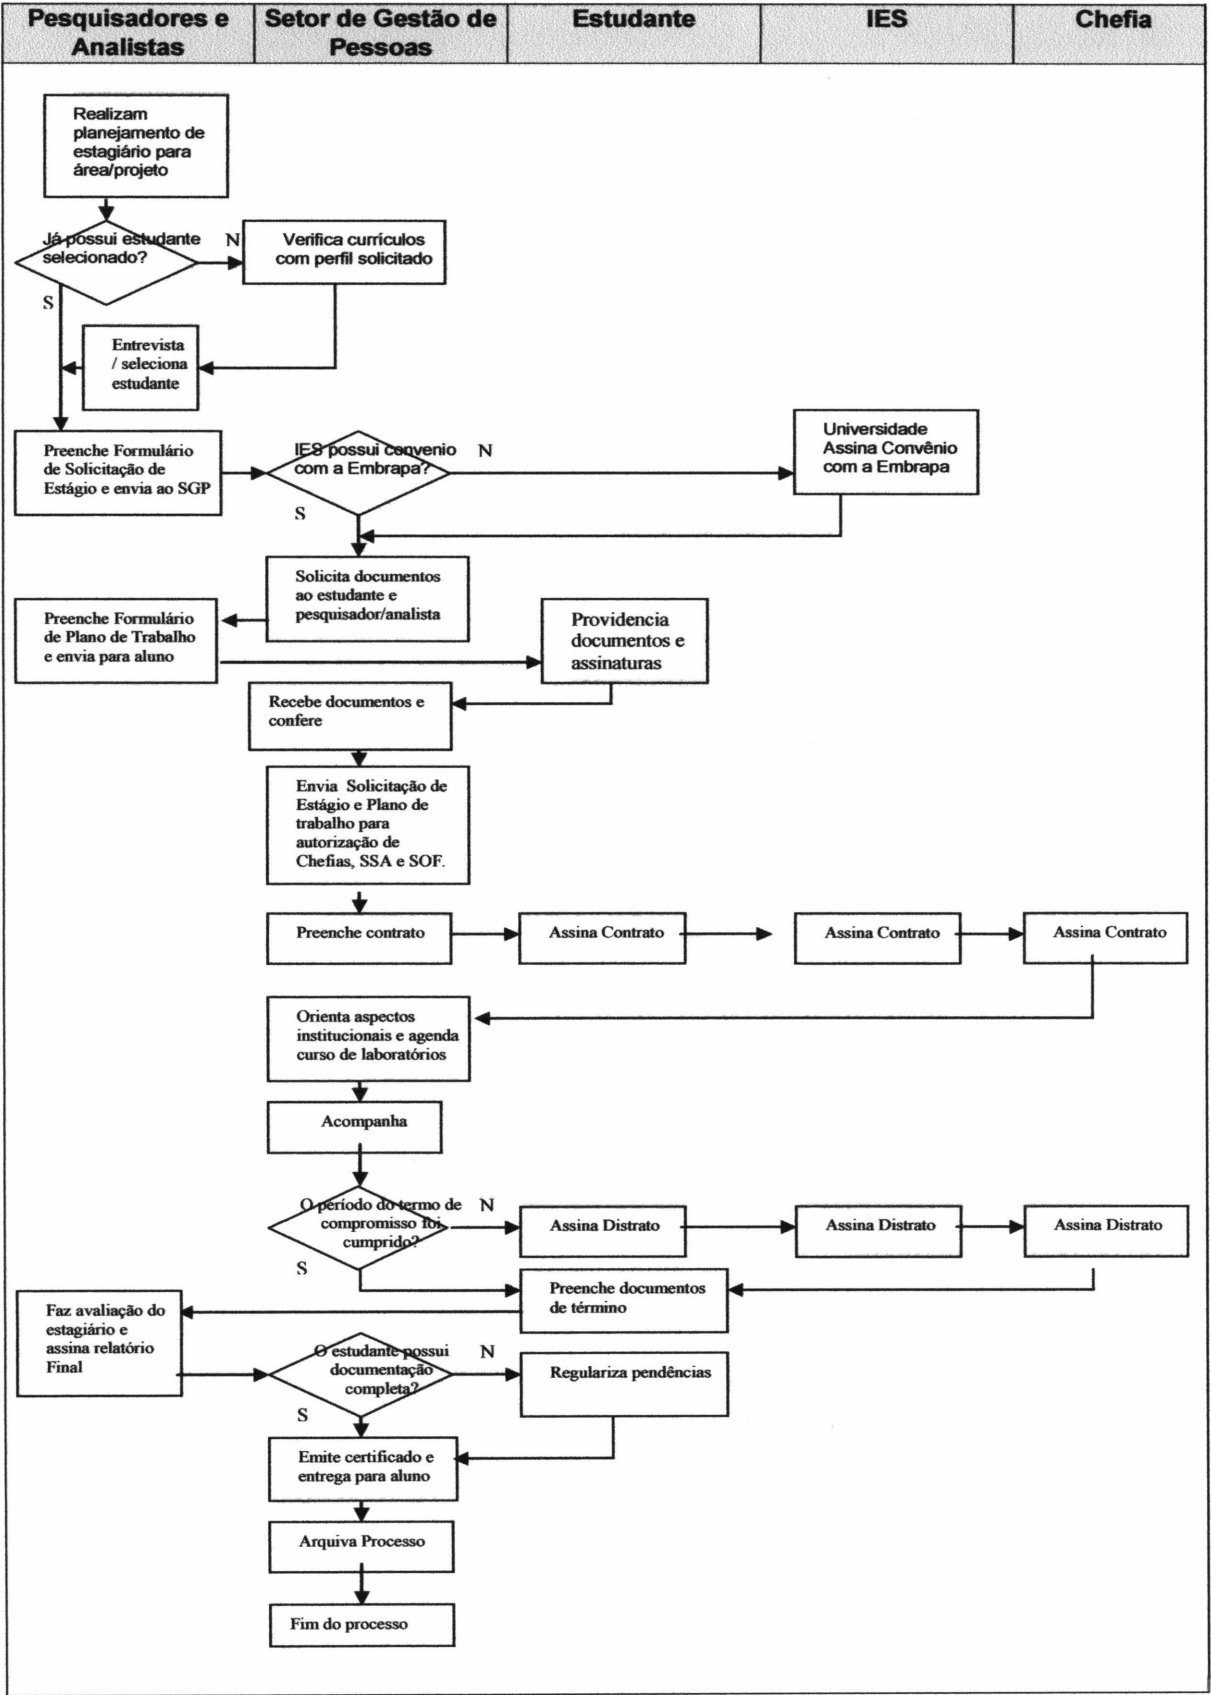 Pesquisadores e
Analistas
Setor de Gestão de
Pessoas
Estudante
IES
Chefia
Realizam
planejamento de
estagiário para
área/projeto
Já possui estudante
selecionado?
N
Verifica currículos
com perfil solicitado
S
Entrevista
/ seleciona
estudante
Preenche Formulário
de Solicitação de
Estágio e envia ao SGP
IES possui convenio
com a Embrapa?
N
Universidade
Assina Convênio
com a Embrapa
S
Solicita documentos
ao estudante e
pesquisador/analista
Preenche Formulário
de Plano de Trabalho
e envia para aluno
Providencia
documentos e
assinaturas
Recebe documentos e
confere
Envia Solicitação de
Estágio e Plano de
trabalho para
autorização de
Chefias, SSA e SOF.
Preenche contrato
Assina Contrato
Assina Contrato
Assina Contrato
Orienta aspectos
institucionais e agenda
curso de laboratórios
Acompanha
O período do termo de
compromisso foi
cumprido?
N
Assina Distrato
Assina Distrato
Assina Distrato
S
Preenche documentos
de término
Faz avaliação do
estagiário e
assina relatório
Final
O estudante possui
documentação
completa?
N
Regulariza pendências
S
Emite certificado e
entrega para aluno
Arquiva Processo
Fim do processo